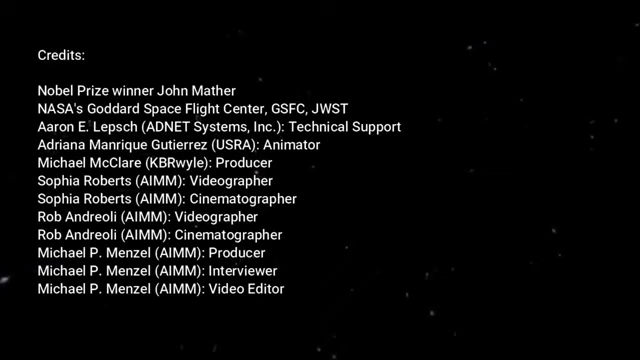 Credits:
Nobel Prize winner John Mather
NASA's Goddard Space Flight Center, GSFC, JWST
Aaron E. Lepsch (ADNET Systems, Inc.): Technical Support
Adriana Manrique Gutierrez (USRA): Animator
Michael McClare (KBRwyle): Producer
Sophia Roberts (AIMM): Videographer
Sophia Roberts (AIMM): Cinematographer
Rob Andreoli (AIMM): Videographer
Rob Andreoli (AIMM): Cinematographer
Michael P. Menzel (AIMM): Producer
Michael P. Menzel (AIMM): Interviewer
Michael P. Menzel (AIMM): Video Editor